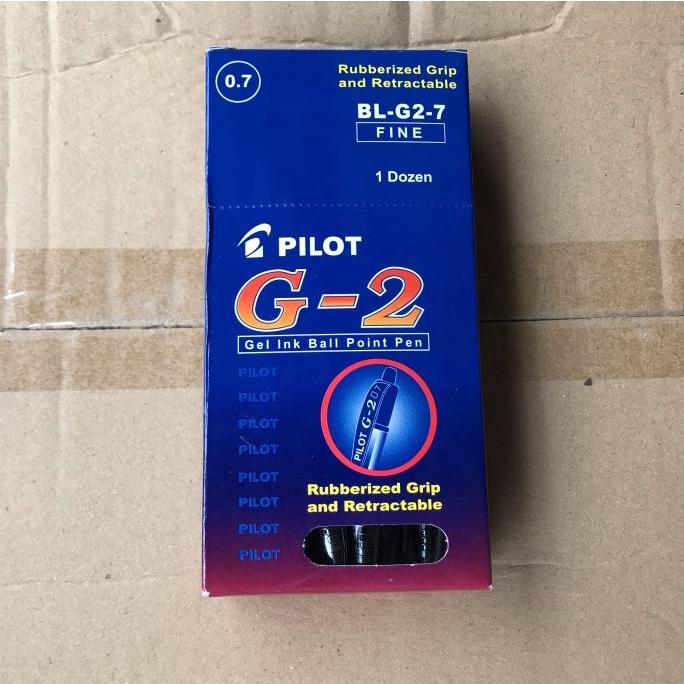 0.7
Rubberized Grip
and Retractable
BL-G2-7
FINE
1 Dozen
PILOT
G-2
Gel Ink Ball Point Pen
PILOT
PILOT
PILOT
PILOT
PILOT
PILOT
PILOT
PILOT
PILOT G-2 07
Rubberized Grip
and Retractable